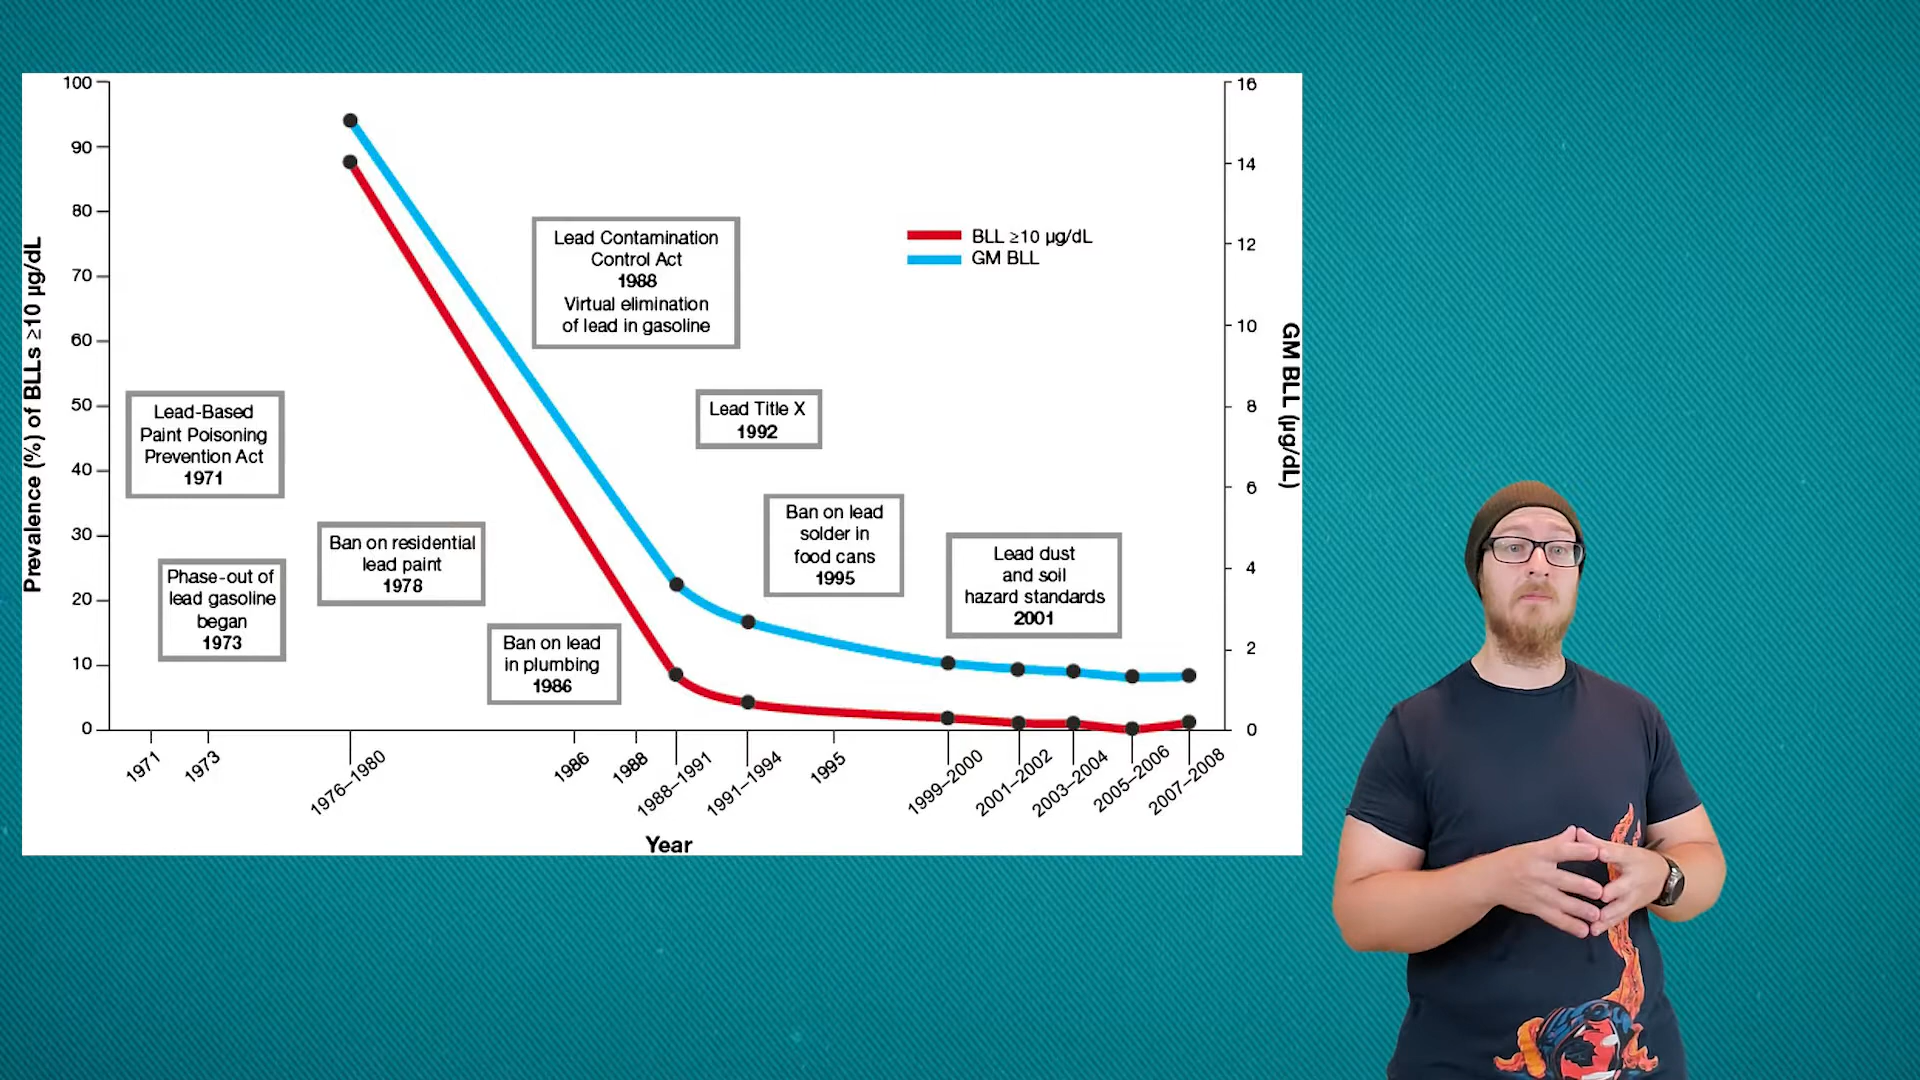 100
90
80
70
60
50
40
30
20
10
0
Prevalence (%) of BLLs ≥10 µg/dL
16
14
12
10
8
6
4
2
0
GM BLL (µg/dL)
BLL ≥10 µg/dL
GM BLL
Lead-Based
Paint Poisoning
Prevention Act
1971
Phase-out of
lead gasoline
began
1973
Ban on residential
lead paint
1978
Ban on lead
in plumbing
1986
Lead Contamination
Control Act
1988
Virtual elimination
of lead in gasoline
Lead Title X
1992
Ban on lead
solder in
food cans
1995
Lead dust
and soil
hazard standards
2001
1971
1973
1976–1980
1986
1988
1988–1991
1991–1994
1995
1999–2000
2001–2002
2003–2004
2005–2006
2007–2008
Year